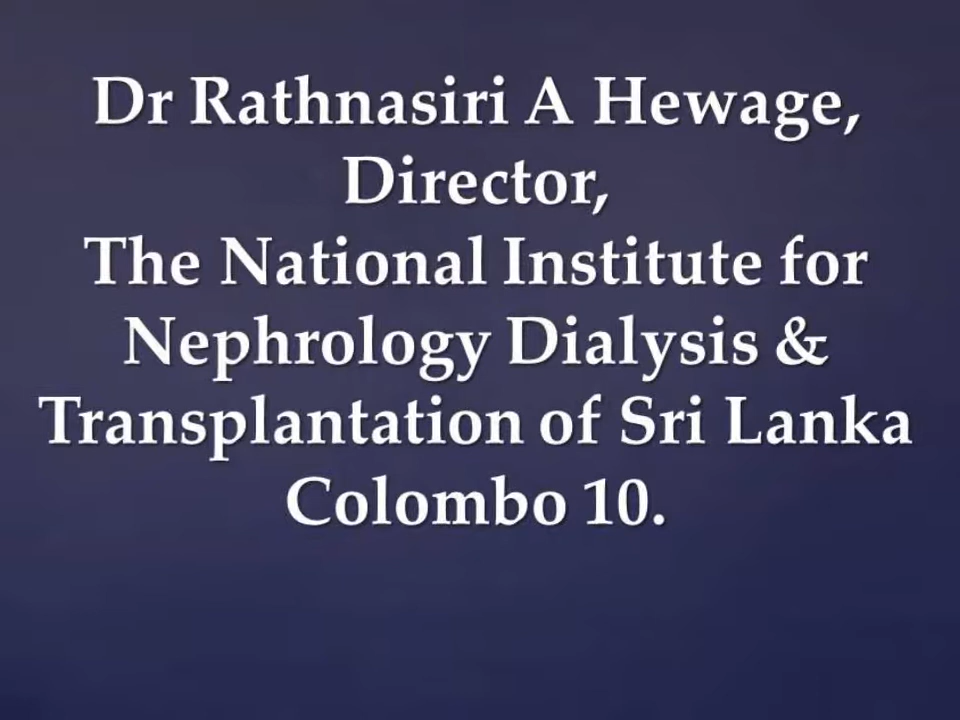 Dr Rathnasiri A Hewage,
Director,
The National Institute for
Nephrology Dialysis &
Transplantation of Sri Lanka
Colombo 10.